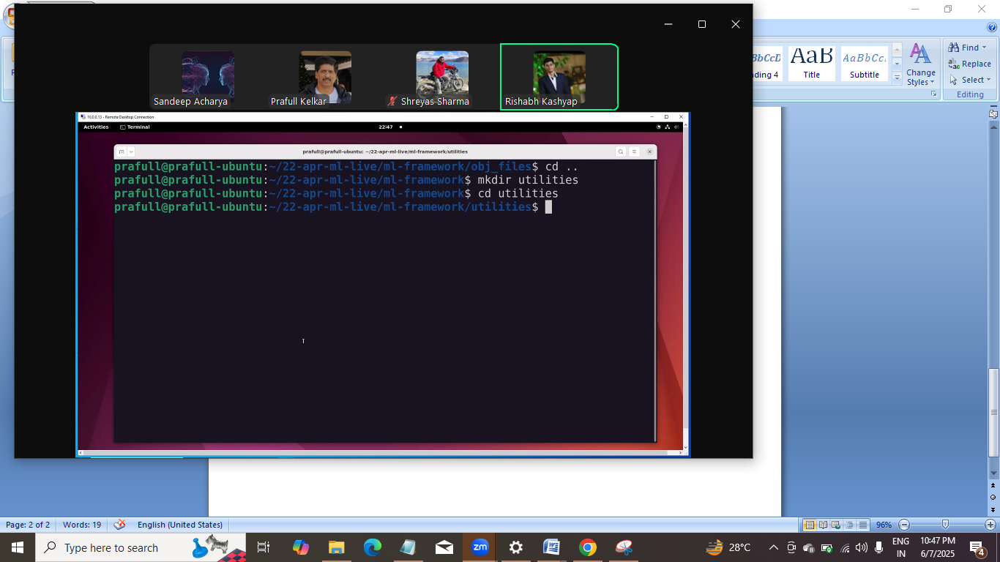 Sandeep Acharya
Prafull Kelkar
Shreyas Sharma
Rishabh Kashyap
10.0.0.13 - Remote Desktop Connection
Activities
Terminal
22:47
prafull@prafull-ubuntu: ~/22-apr-ml-live/ml-framework/utilities
prafull@prafull-ubuntu:~/22-apr-ml-live/ml-framework/obj_files$ cd ..
prafull@prafull-ubuntu:~/22-apr-ml-live/ml-framework$ mkdir utilities
prafull@prafull-ubuntu:~/22-apr-ml-live/ml-framework$ cd utilities
prafull@prafull-ubuntu:~/22-apr-ml-live/ml-framework/utilities$
AaB
AaBbCc.
ding 4
Title
Subtitle
Change
Styles
Find
Replace
Select
Editing
Page: 2 of 2
Words: 19
English (United States)
96%
Type here to search
zm
28°C
ENG
IN
10:47 PM
6/7/2025
4